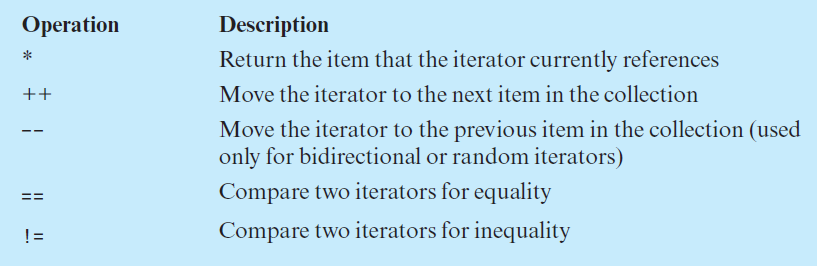 Operation Description
* Return the item that the iterator currently references
++ Move the iterator to the next item in the collection
-- Move the iterator to the previous item in the collection (used
only for bidirectional or random iterators)
== Compare two iterators for equality
!= Compare two iterators for inequality